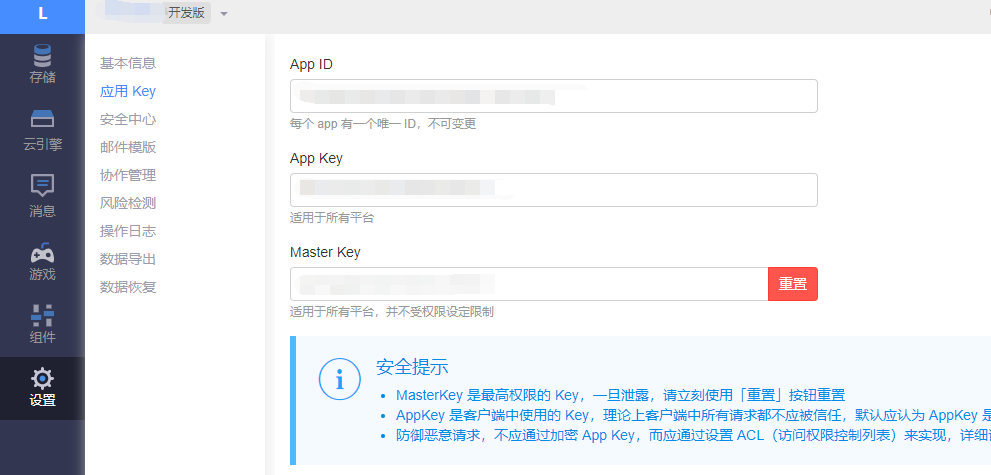 L
开发版
存储
云引擎
消息
游戏
组件
设置
基本信息
应用 Key
安全中心
邮件模版
协作管理
风险检测
操作日志
数据导出
数据恢复
App ID
每个 app 有一个唯一 ID，不可变更
App Key
适用于所有平台
Master Key
重置
适用于所有平台，并不受权限设定限制
安全提示
MasterKey 是最高权限的 Key，一旦泄露，请立刻使用「重置」按钮重置
AppKey 是客户端中使用的 Key，理论上客户端中所有请求都不应被信任，默认应认为 AppKey 是
防御恶意请求，不应通过加密 App Key，而应通过设置 ACL（访问权限控制列表）来实现，详细